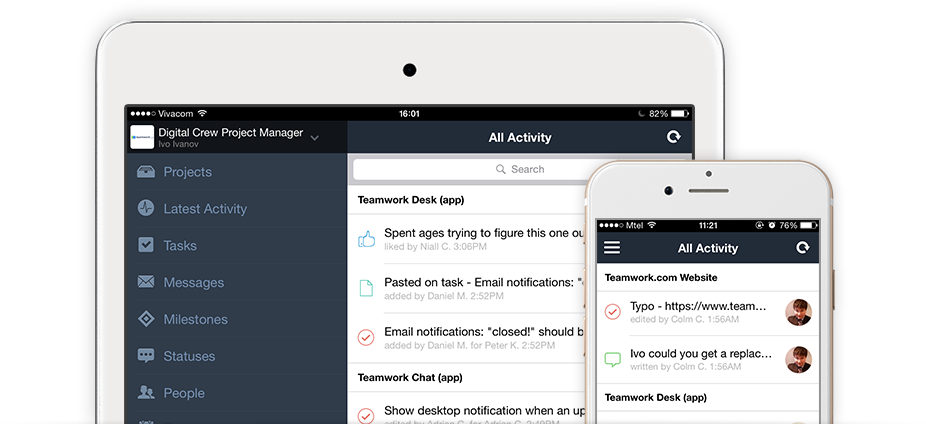 Vivacom
16:01
82%
Digital Crew Project Manager
Ivo Ivanov
All Activity
Projects
Latest Activity
Tasks
Messages
Milestones
Statuses
People
Search
Teamwork Desk (app)
Spent ages trying to figure this one ou
liked by Niall C. 3:06PM
Pasted on task - Email notifications: "
added by Daniel M. 2:52PM
Email notifications: "closed!" should b
added by Daniel M. for Peter K. 2:52PM
Teamwork Chat (app)
Show desktop notification when an up
Mtel
11:21
76%
All Activity
Teamwork.com Website
Typo - https://www.team...
edited by Colm C. 1:56AM
Ivo could you get a replac...
written by Colm C. 1:56AM
Teamwork Desk (app)